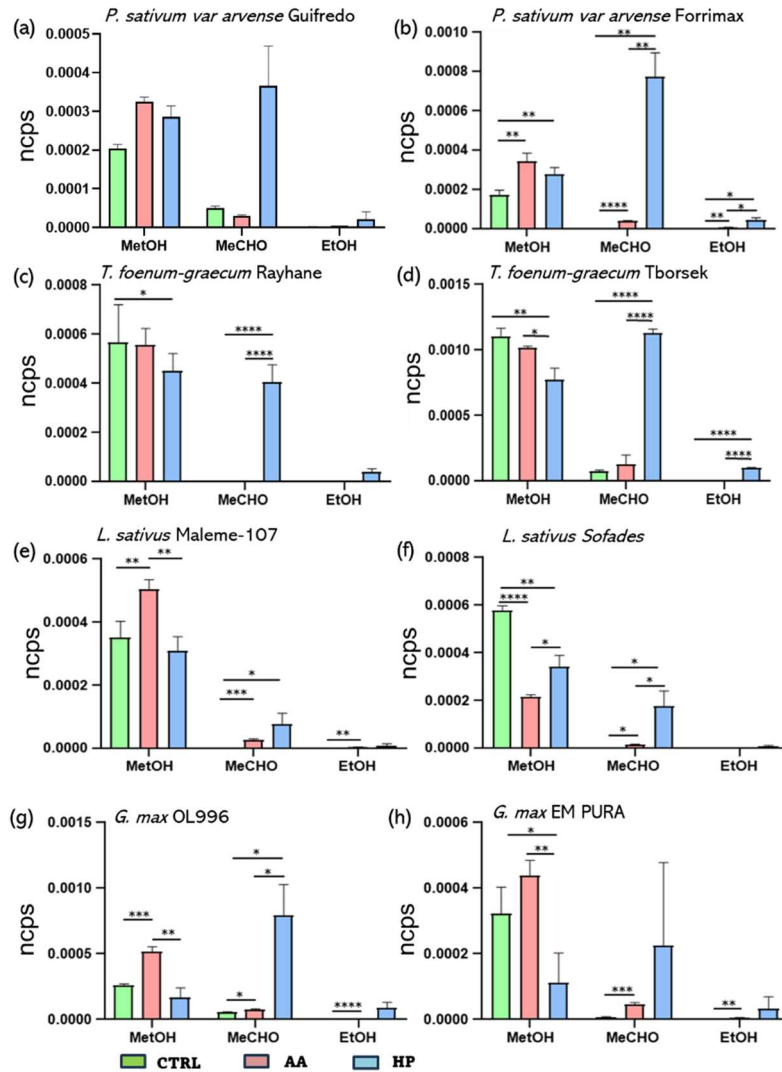 (a) P. sativum var arvense Guifredo
0.0005
0.0004
0.0003
0.0002
0.0001
0.0000
ncps
MetOH MeCHO EtOH
(b) P. sativum var arvense Forrimax
0.0010
0.0008
0.0006
0.0004
0.0002
0.0000
ncps
** ** ** ** **** * ** *
MetOH MeCHO EtOH
(c) T. foenum-graecum Rayhane
0.0008
0.0006
0.0004
0.0002
0.0000
ncps
* **** ****
MetOH MeCHO EtOH
(d) T. foenum-graecum Tborsek
0.0015
0.0010
0.0005
0.0000
ncps
** * **** **** **** ****
MetOH MeCHO EtOH
(e) L. sativus Maleme-107
0.0006
0.0004
0.0002
0.0000
ncps
** ** * *** **
MetOH MeCHO EtOH
(f) L. sativus Sofades
0.0008
0.0006
0.0004
0.0002
0.0000
ncps
** **** * * * *
MetOH MeCHO EtOH
(g) G. max OL996
0.0015
0.0010
0.0005
0.0000
ncps
*** ** * * * ****
MetOH MeCHO EtOH
(h) G. max EM PURA
0.0006
0.0004
0.0002
0.0000
ncps
* ** *** **
MetOH MeCHO EtOH
CTRL AA HP